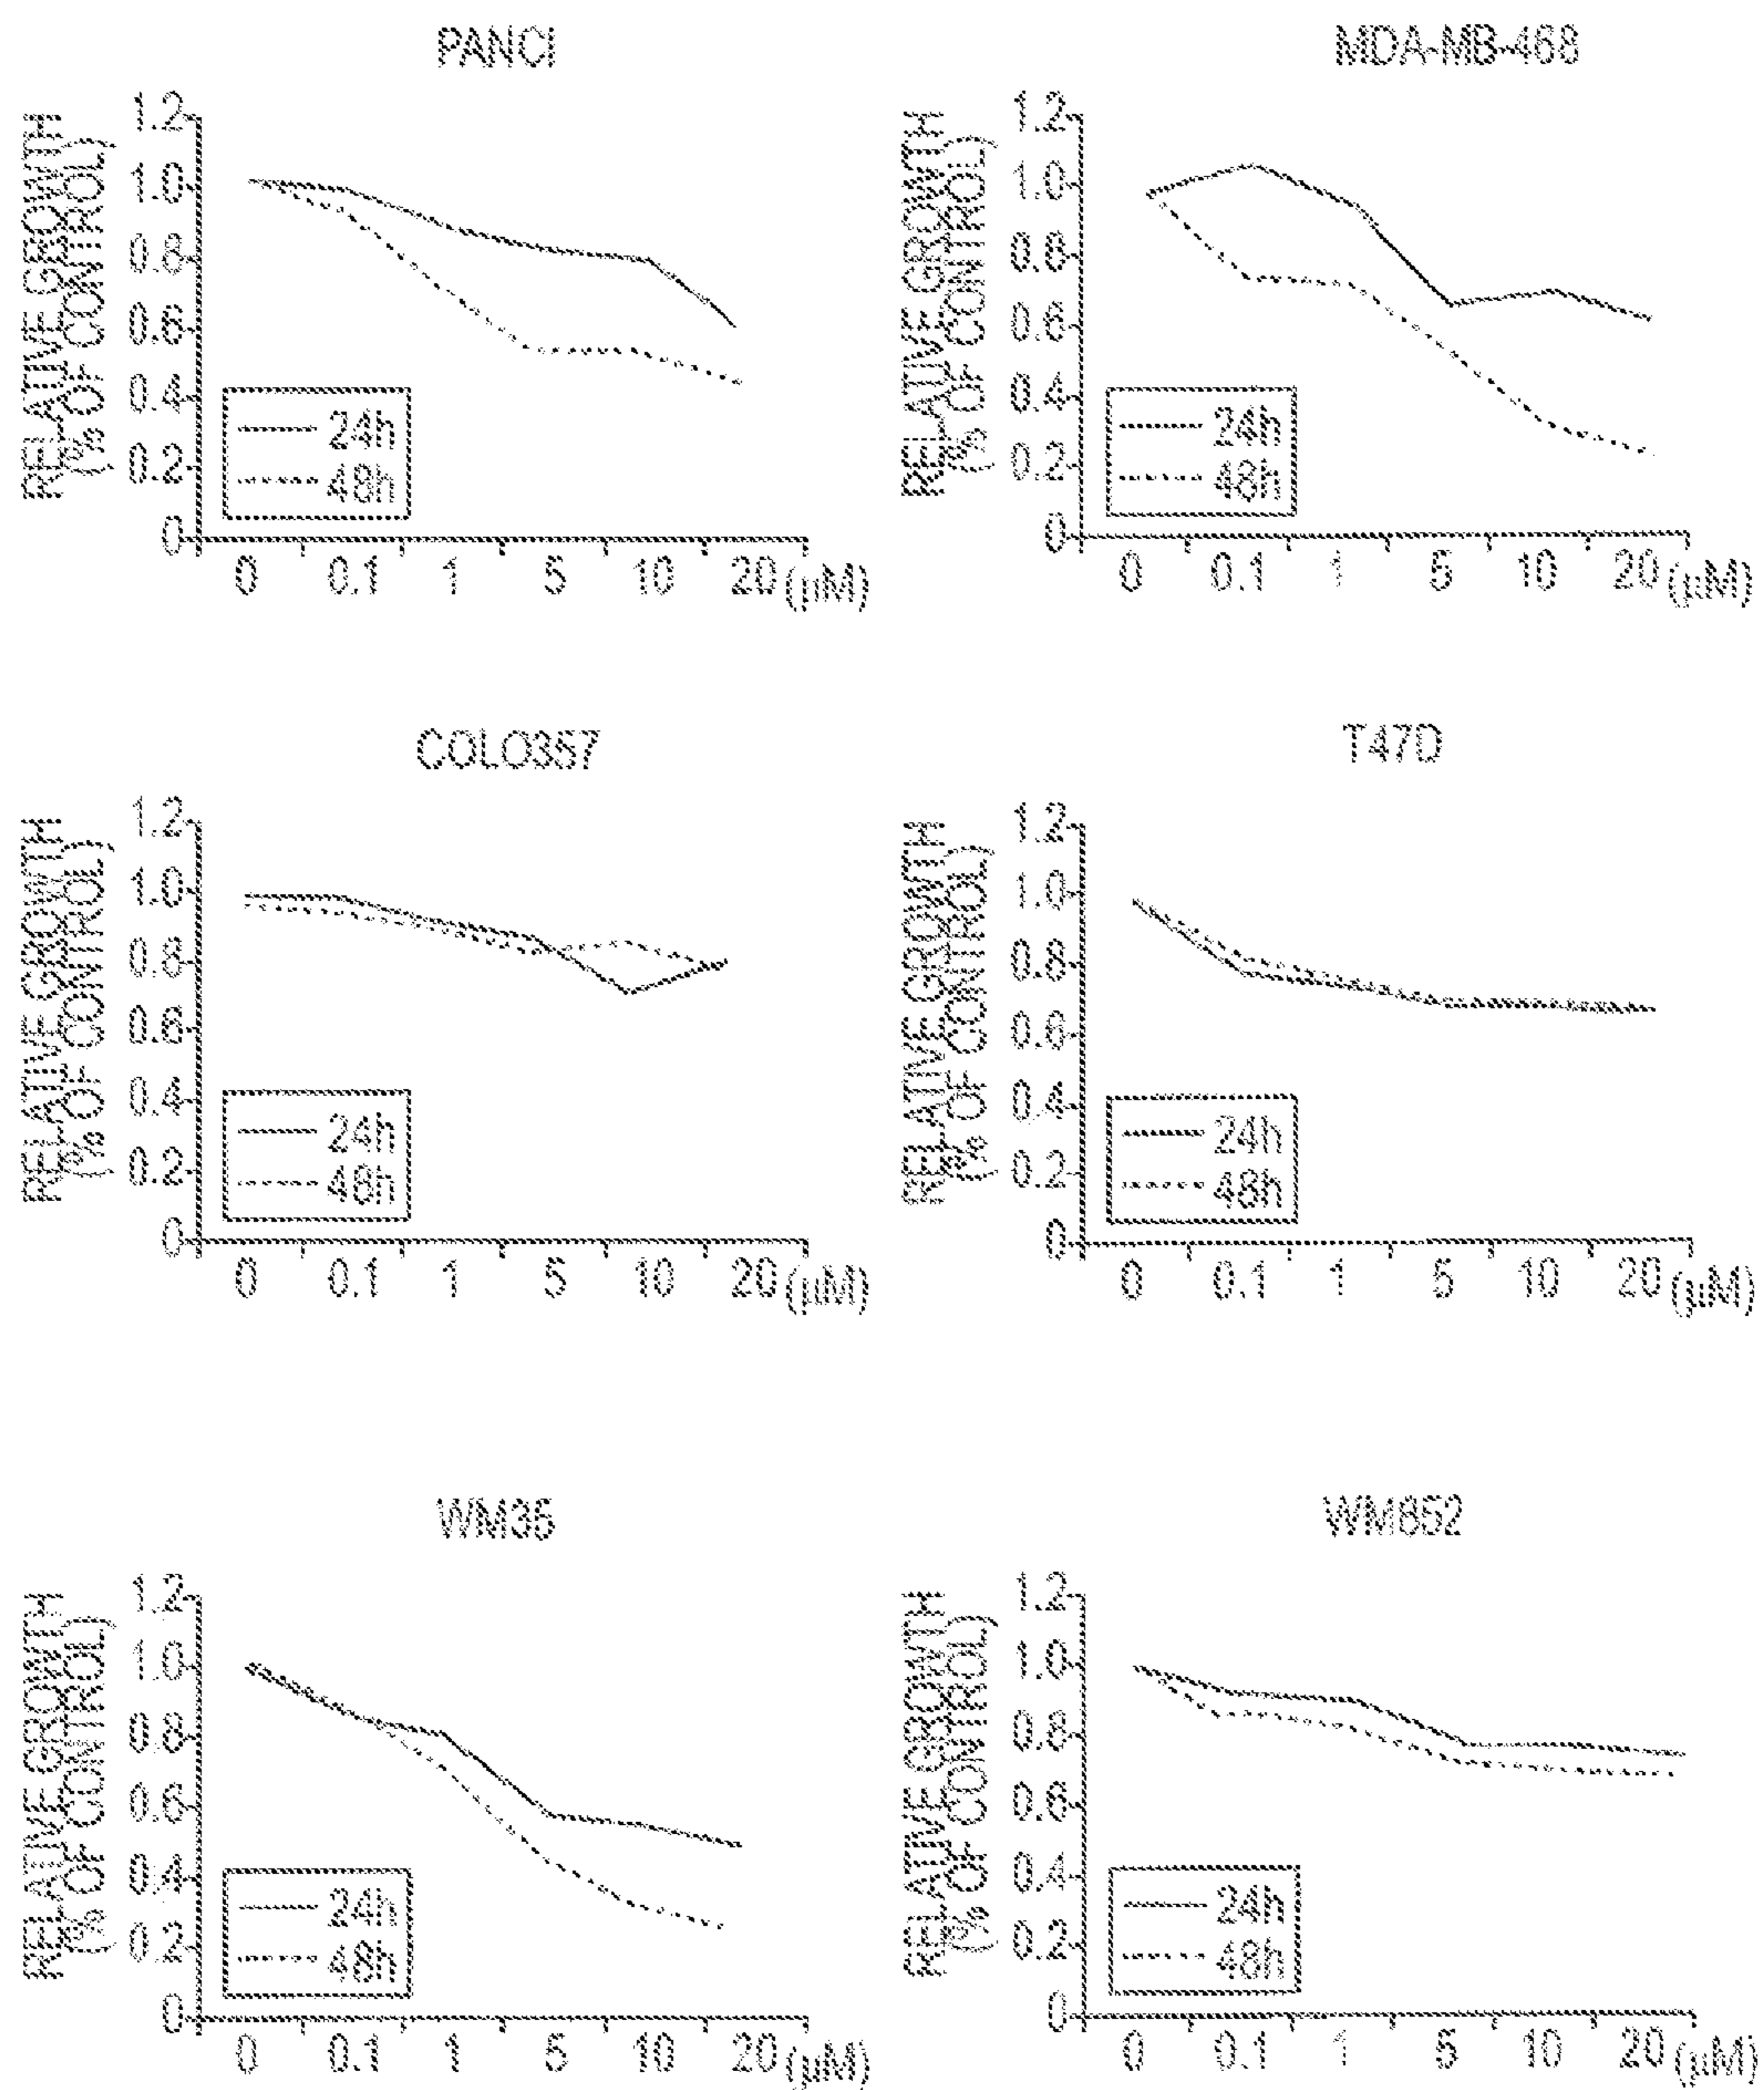 PANCI
RELATIVE GROWTH
(% OF CONTROL)
1.2
1.0
0.8
0.6
0.4
0.2
0
24h
48h
0 0.1 1 5 10 20 (μM)
MDA-MB-468
RELATIVE GROWTH
(% OF CONTROL)
1.2
1.0
0.8
0.6
0.4
0.2
0
24h
48h
0 0.1 1 5 10 20 (μM)
COLO357
RELATIVE GROWTH
(% OF CONTROL)
1.2
1.0
0.8
0.6
0.4
0.2
0
24h
48h
0 0.1 1 5 10 20 (μM)
T47D
RELATIVE GROWTH
(% OF CONTROL)
1.2
1.0
0.8
0.6
0.4
0.2
0
24h
48h
0 0.1 1 5 10 20 (μM)
WM35
RELATIVE GROWTH
(% OF CONTROL)
1.2
1.0
0.8
0.6
0.4
0.2
0
24h
48h
0 0.1 1 5 10 20 (μM)
WM852
RELATIVE GROWTH
(% OF CONTROL)
1.2
1.0
0.8
0.6
0.4
0.2
0
24h
48h
0 0.1 1 5 10 20 (μM)